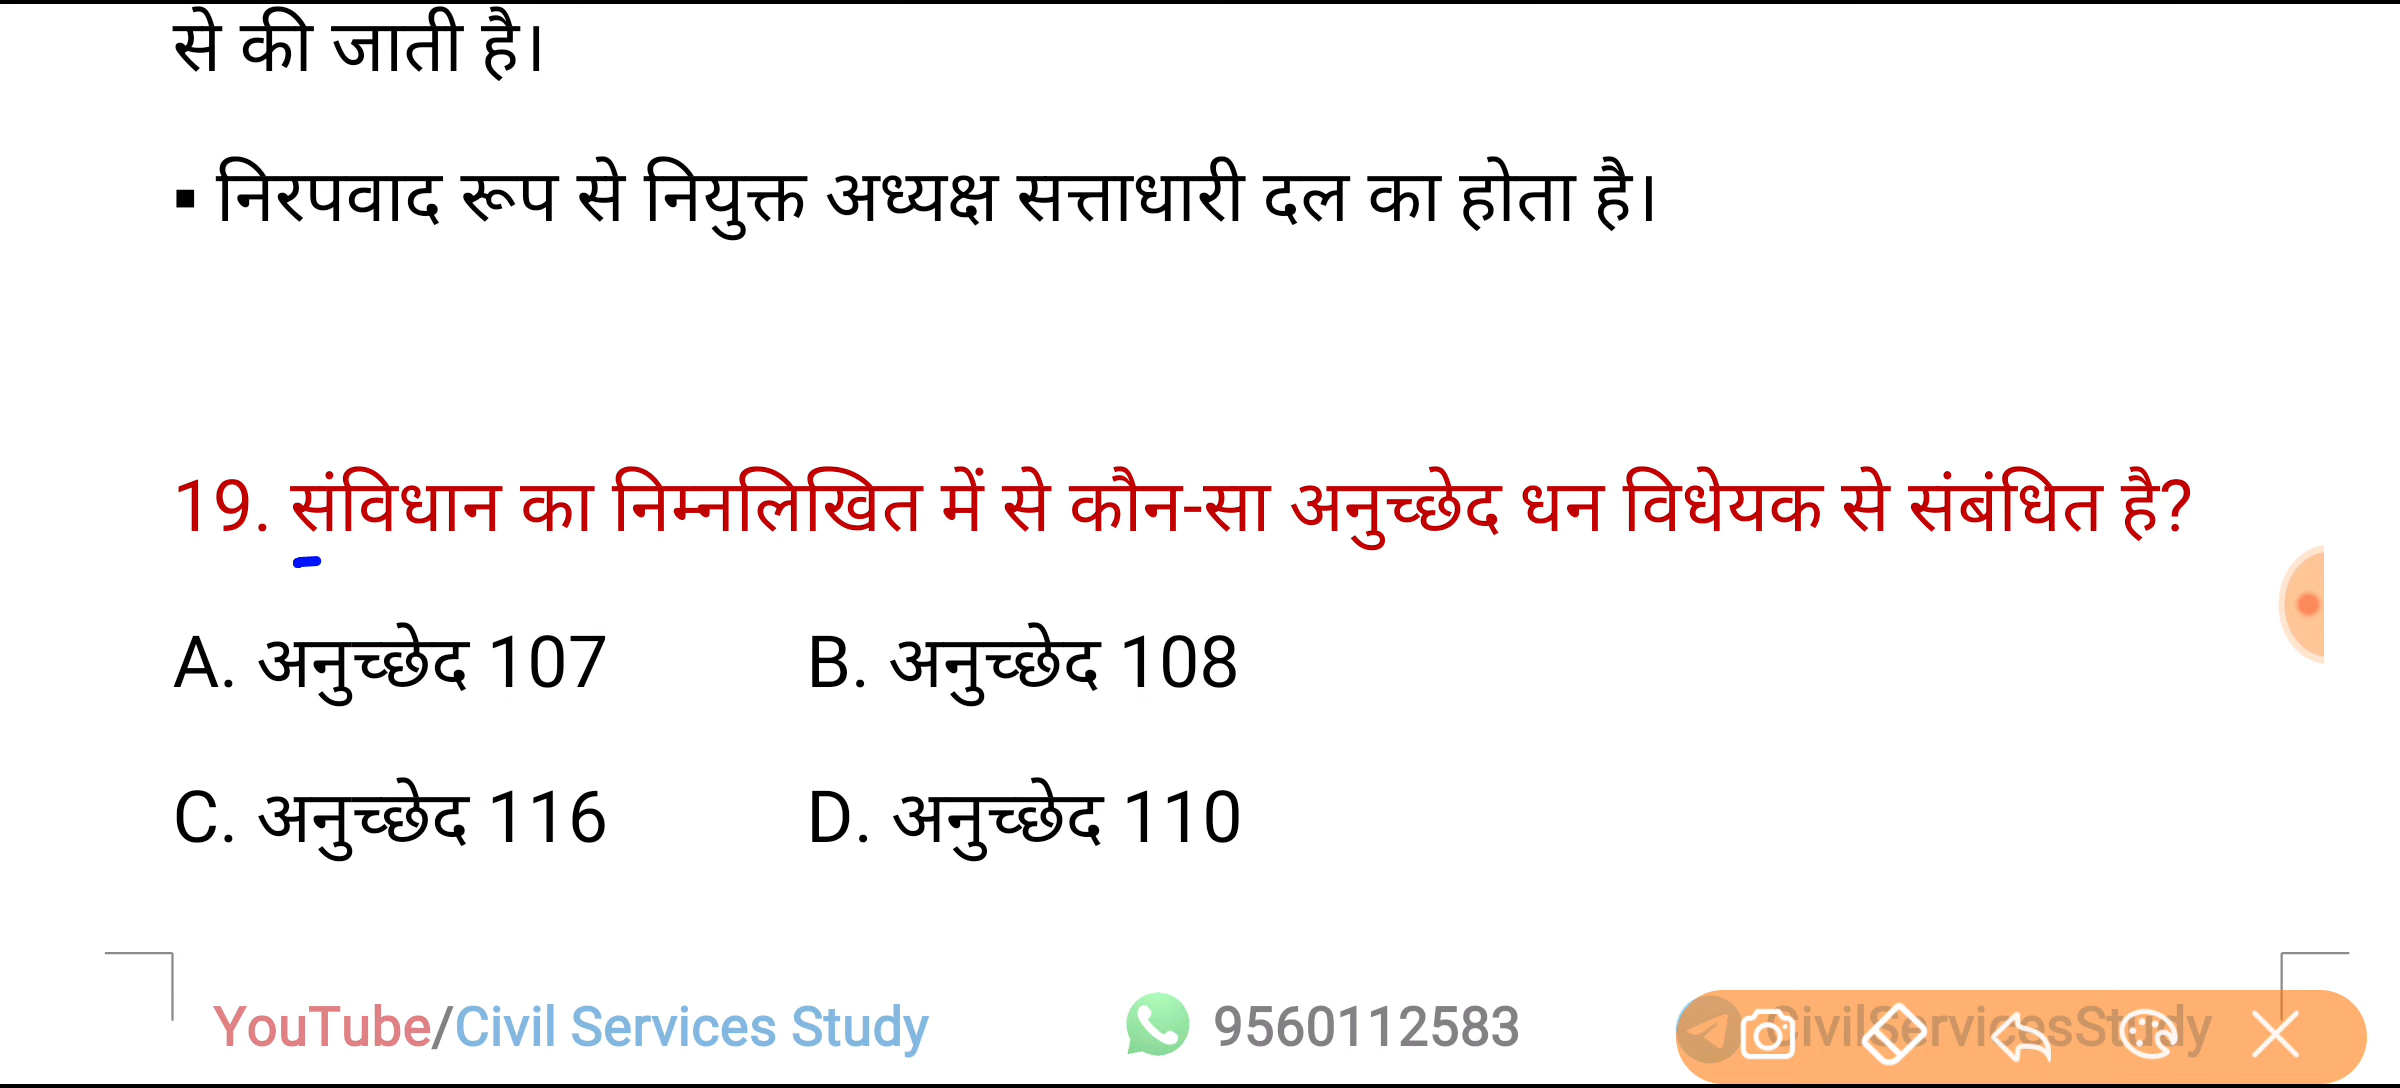 से की जाती है।
▪ निरपवाद रूप से नियुक्त अध्यक्ष सत्ताधारी दल का होता है।
19. संविधान का निम्नलिखित में से कौन-सा अनुच्छेद धन विधेयक से संबंधित है?
A. अनुच्छेद 107 B. अनुच्छेद 108
C. अनुच्छेद 116 D. अनुच्छेद 110
YouTube/Civil Services Study 9560112583 CivilServicesStudy